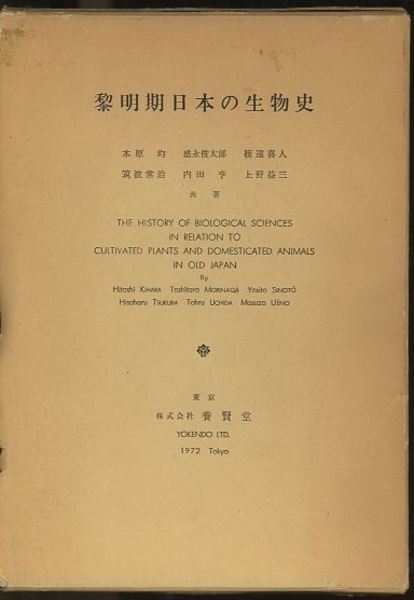 黎明期日本の生物史
木原 均 盛永俊太郎 篠遠喜人
筑波常治 内田 亨 上野益三
共著
THE HISTORY OF BIOLOGICAL SCIENCES
IN RELATION TO
CULTIVATED PLANTS AND DOMESTICATED ANIMALS
IN OLD JAPAN
By
Hitoshi KIHARA Toshitaro MORINAGA Yosito SINOTÔ
Hisaharu TSUKUBA Tohru UCHIDA Masuzo UÉNO
東京
株式会社 養賢堂
YOKENDO LTD.
1972 Tokyo